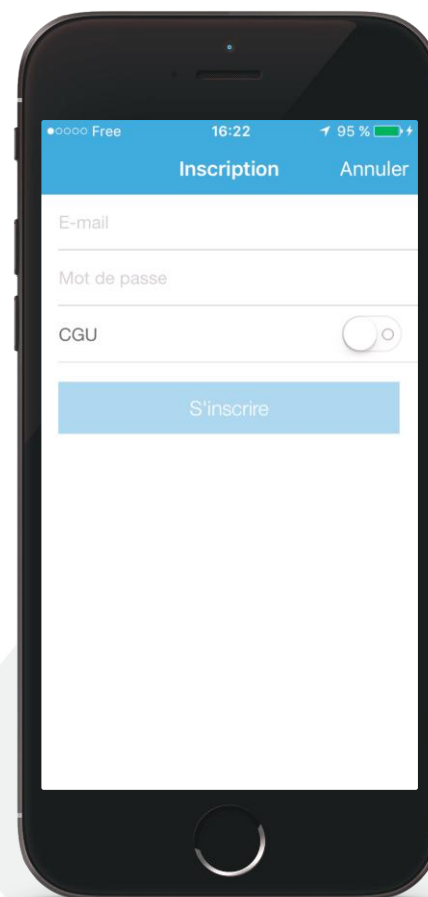 Free 16:22 95 %
Inscription Annuler
E-mail
Mot de passe
CGU
S'inscrire